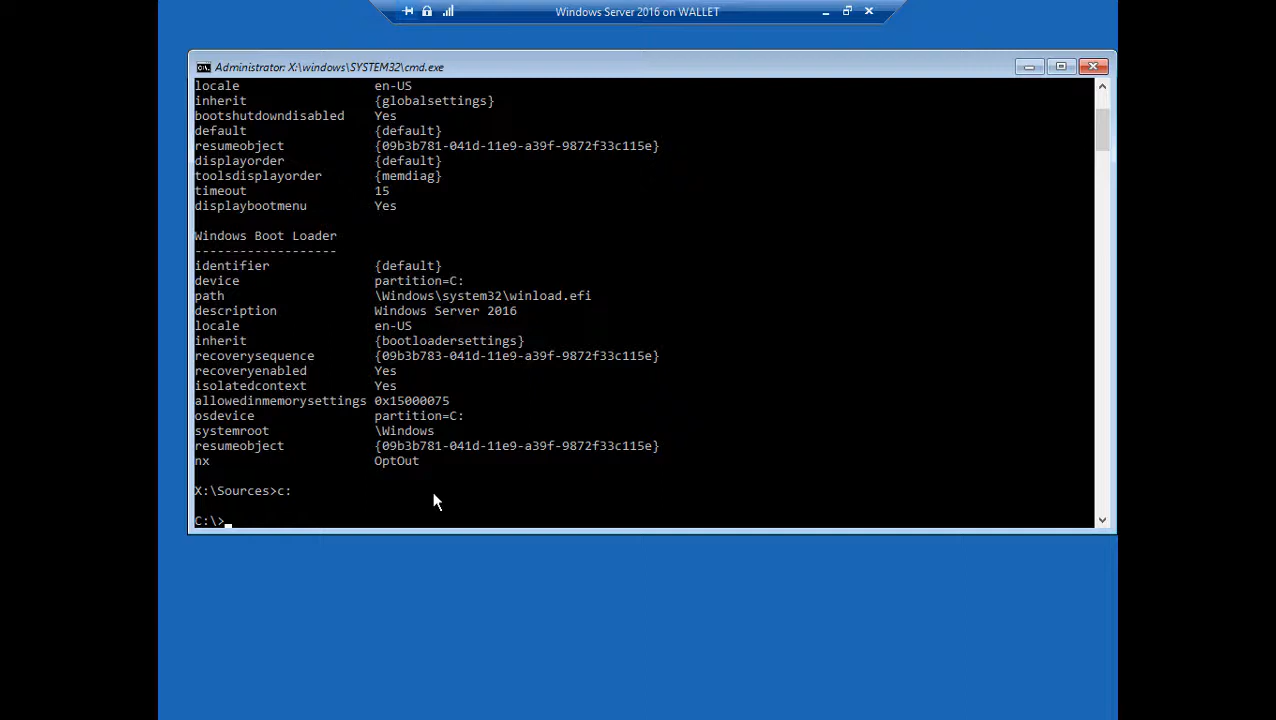 Windows Server 2016 on WALLET
Administrator: X:\windows\SYSTEM32\cmd.exe
locale en-US
inherit {globalsettings}
bootshutdowndisabled Yes
default {default}
resumeobject {09b3b781-041d-11e9-a39f-9872f33c115e}
displayorder {default}
toolsdisplayorder {memdiag}
timeout 15
displaybootmenu Yes
Windows Boot Loader
-------------------
identifier {default}
device partition=C:
path \Windows\system32\winload.efi
description Windows Server 2016
locale en-US
inherit {bootloadersettings}
recoverysequence {09b3b783-041d-11e9-a39f-9872f33c115e}
recoveryenabled Yes
isolatedcontext Yes
allowedinmemorysettings 0x15000075
osdevice partition=C:
systemroot \Windows
resumeobject {09b3b781-041d-11e9-a39f-9872f33c115e}
nx OptOut
X:\Sources>c:
C:\>